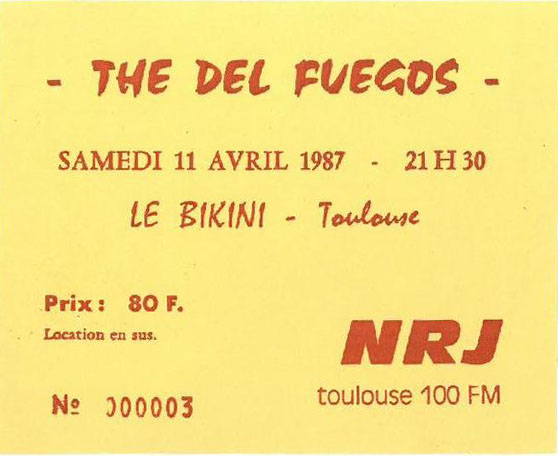 - THE DEL FUEGOS -
SAMEDI 11 AVRIL 1987 - 21 H 30
LE BIKINI - Toulouse
Prix : 80 F.
Location en sus.
NRJ
toulouse 100 FM
Nº 000003